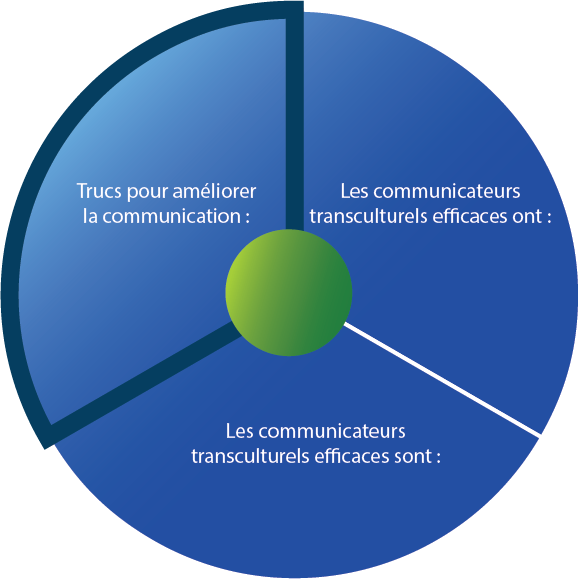 Trucs pour améliorer
la communication :
Les communicateurs
transculturels efficaces ont :
Les communicateurs
transculturels efficaces sont :